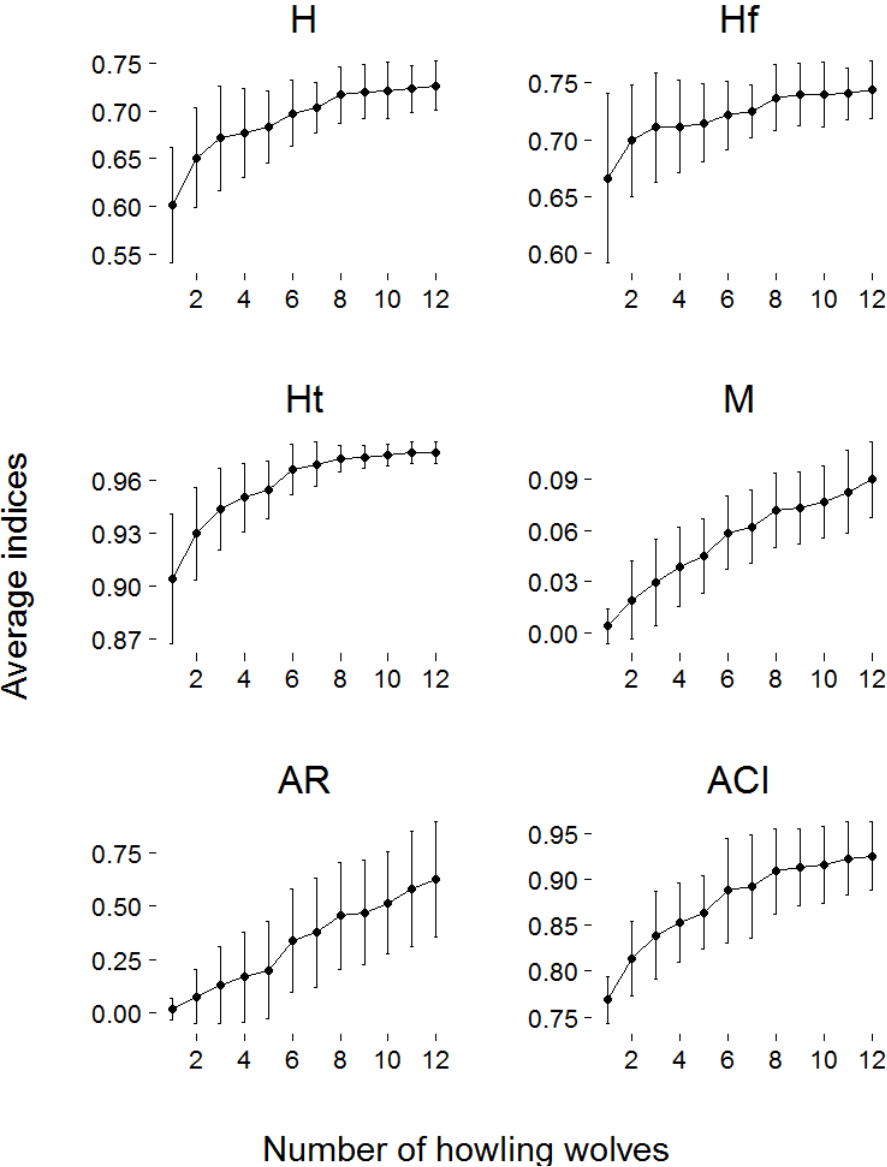 H
0.75
0.70
0.65
0.60
0.55
2 4 6 8 10 12
Hf
0.75
0.70
0.65
0.60
2 4 6 8 10 12
Ht
0.96
0.93
0.90
0.87
2 4 6 8 10 12
M
0.09
0.06
0.03
0.00
2 4 6 8 10 12
AR
0.75
0.50
0.25
0.00
2 4 6 8 10 12
ACI
0.95
0.90
0.85
0.80
0.75
2 4 6 8 10 12
Average indices
Number of howling wolves